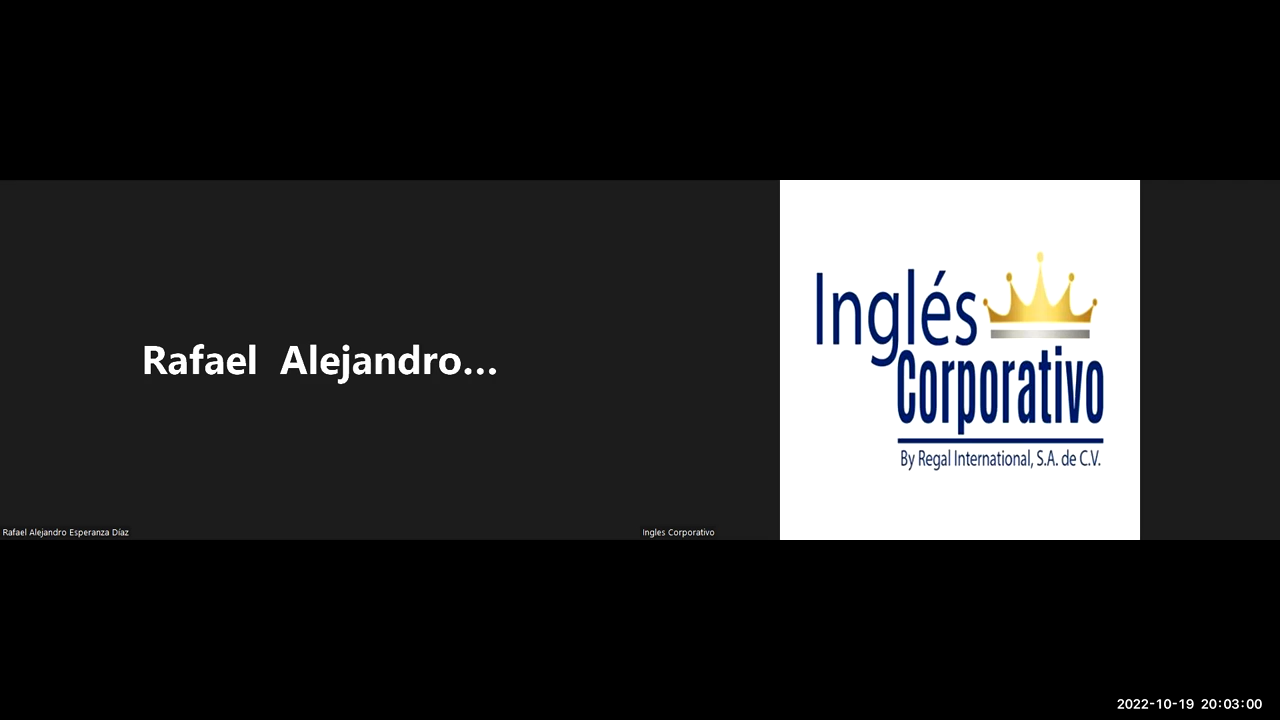 Rafael  Alejandro...
Rafael Alejandro Esperanza Díaz
Inglés
Corporativo
By Regal International, S.A. de C.V.
Ingles Corporativo
2022-10-19 20:03:00